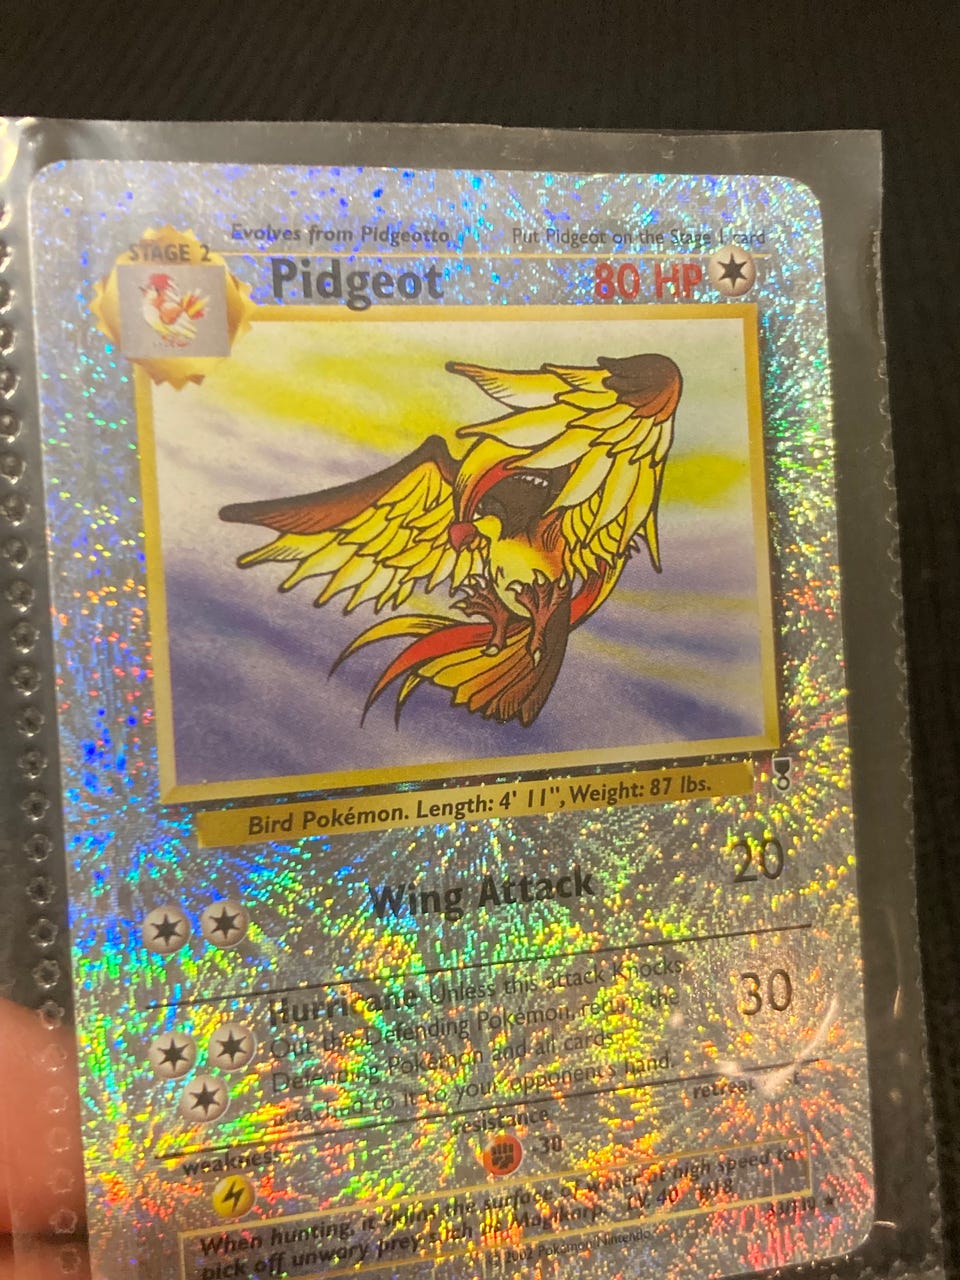 Evolves from Pidgeotto Put Pidgeot on the Stage 1 card
STAGE 2
Pidgeot 80 HP
Bird Pokémon. Length: 4' 11", Weight: 87 lbs.
Wing Attack 20
Hurricane Unless this attack Knocks
Out the Defending Pokémon, return the
Defending Pokémon and all cards
attached to it to your opponent's hand.
30
weakness resistance retreat
-30
When hunting, it skims the surface of water at high speed to
pick off unwary prey such as Magikarp. LV. 40 #18
© 2002 Pokémon/Nintendo 33/110